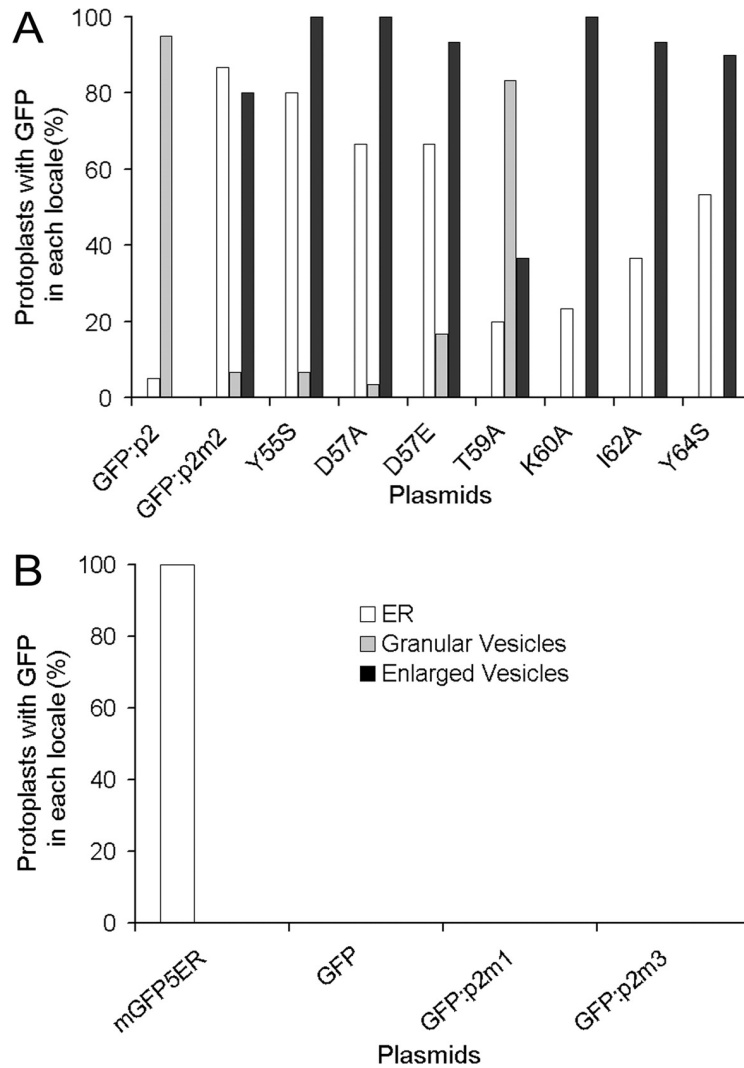 A
Protoplasts with GFP
in each locale (%)
100
80
60
40
20
0
GFP:p2
GFP:p2m2
Y55S
D57A
D57E
T59A
K60A
I62A
Y64S
Plasmids
B
Protoplasts with GFP
in each locale (%)
100
80
60
40
20
0
ER
Granular Vesicles
Enlarged Vesicles
mGFP5ER
GFP
GFP:p2m1
GFP:p2m3
Plasmids